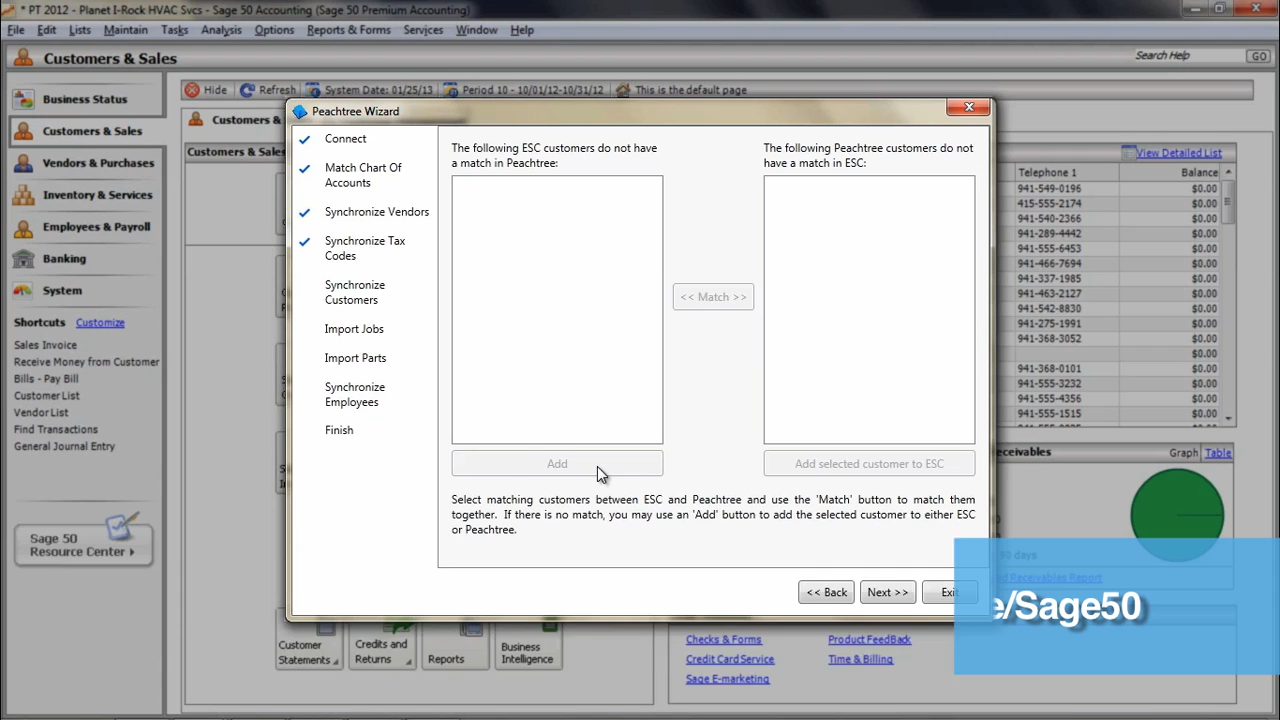 * PT 2012 - Planet I-Rock HVAC Svcs - Sage 50 Accounting (Sage 50 Premium Accounting)
File Edit Lists Maintain Tasks Analysis Options Reports & Forms Services Window Help
Customers & Sales
Search Help
GO
Business Status
Customers & Sales
Vendors & Purchases
Inventory & Services
Employees & Payroll
Banking
System
Shortcuts Customize
Sales Invoice
Receive Money from Customer
Bills - Pay Bill
Customer List
Vendor List
Find Transactions
General Journal Entry
Sage 50
Resource Center
Hide Refresh System Date: 01/25/13 Period 10 - 10/01/12-10/31/12 This is the default page
Customers &
Customers & Sales
Peachtree Wizard
Connect
Match Chart Of
Accounts
Synchronize Vendors
Synchronize Tax
Codes
Synchronize
Customers
Import Jobs
Import Parts
Synchronize
Employees
Finish
The following ESC customers do not have
a match in Peachtree:
<< Match >>
The following Peachtree customers do not
have a match in ESC:
Add
Add selected customer to ESC
Select matching customers between ESC and Peachtree and use the 'Match' button to match them
together. If there is no match, you may use an 'Add' button to add the selected customer to either ESC
or Peachtree.
<< Back
Next >>
View Detailed List
Telephone 1 Balance
941-549-0196 $0.00
415-555-2174 $0.00
941-540-2366 $0.00
941-289-4442 $0.00
941-555-6453 $0.00
941-466-7694 $0.00
941-337-1985 $0.00
941-463-2127 $0.00
941-542-8830 $0.00
941-275-1991 $0.00
941-368-3052 $0.00
$0.00
941-368-0101 $0.00
941-555-3232 $0.00
941-555-4356 $0.00
941-555-1515 $0.00
Graph Table
Receivables Report
e/Sage50
Customer
Statements
Credits and
Returns
Reports
Business
Intelligence
Checks & Forms
Credit Card Service
Sage E-marketing
Product FeedBack
Time & Billing